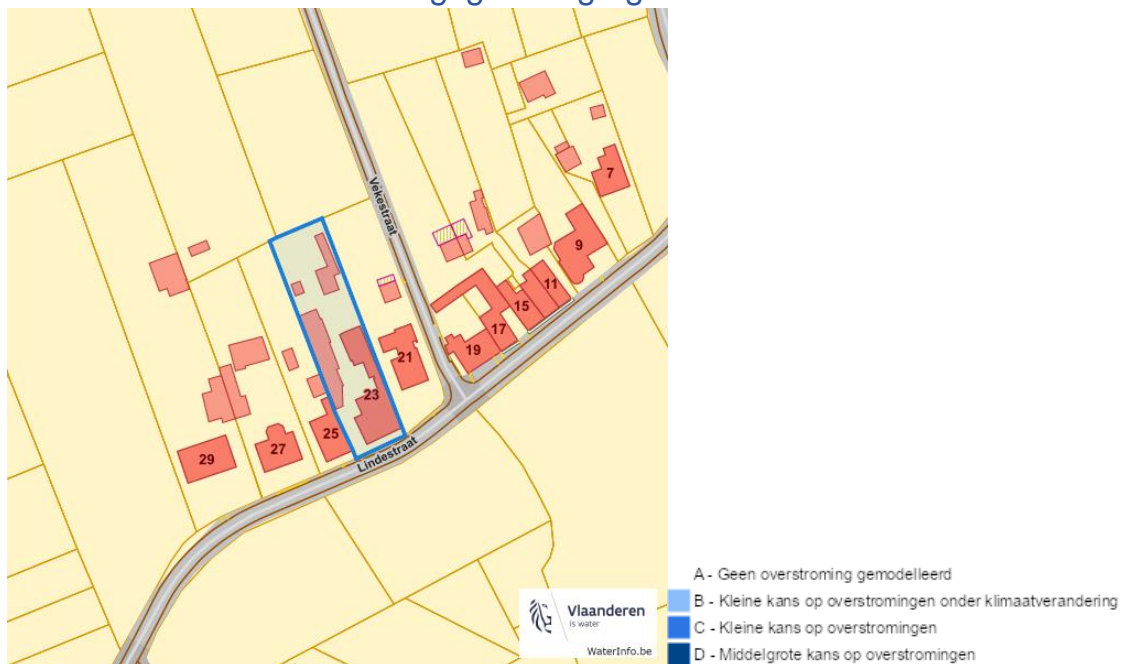 Vekestraat
7
9
11
15
17
19
21
23
25
27
29
Lindestraat
Vlaanderen
is water
WaterInfo.be
A - Geen overstroming gemodelleerd
B - Kleine kans op overstromingen onder klimaatverandering
C - Kleine kans op overstromingen
D - Middelgrote kans op overstromingen